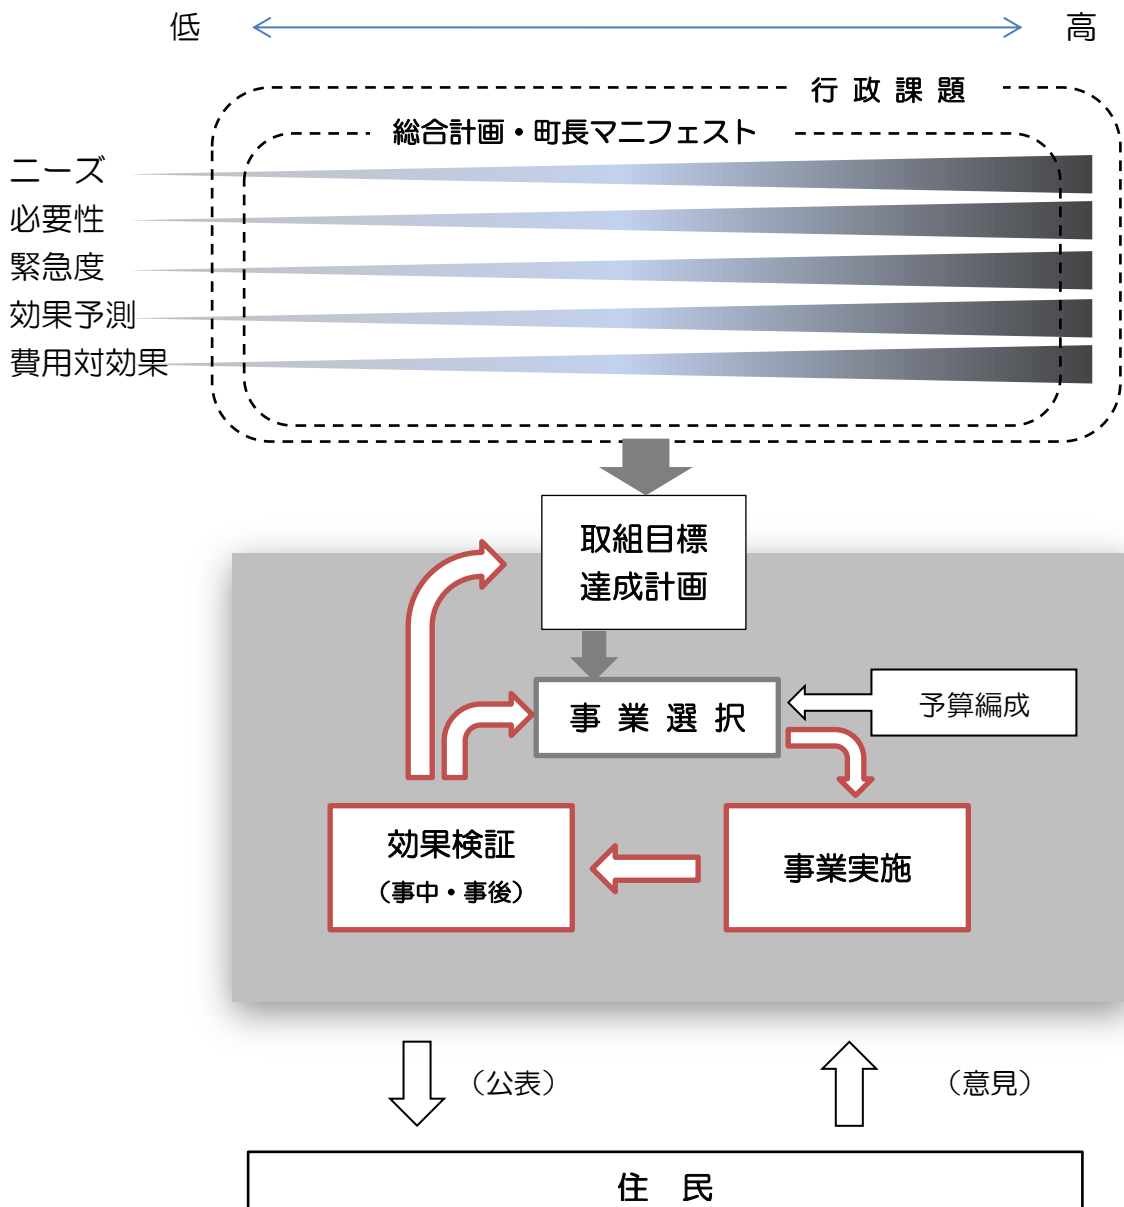 低 高
行政課題
総合計画・町長マニフェスト
ニーズ
必要性
緊急度
効果予測
費用対効果
取組目標
達成計画
事業選択
予算編成
効果検証
（事中・事後）
事業実施
（公表）
（意見）
住 民